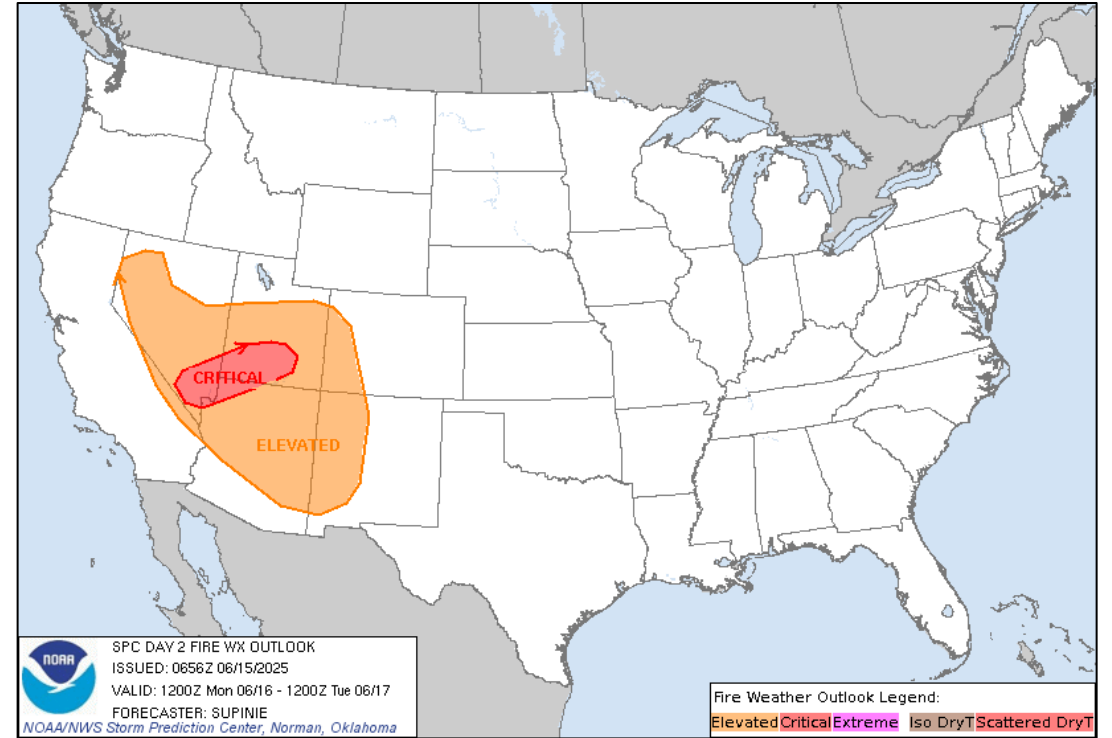 CRITICAL
ELEVATED
NOAA
SPC DAY 2 FIRE WX OUTLOOK
ISSUED: 0656Z 06/15/2025
VALID: 1200Z Mon 06/16 - 1200Z Tue 06/17
FORECASTER: SUPINIE
NOAA/NWS Storm Prediction Center, Norman, Oklahoma
Fire Weather Outlook Legend:
Elevated Critical Extreme Iso DryT Scattered DryT